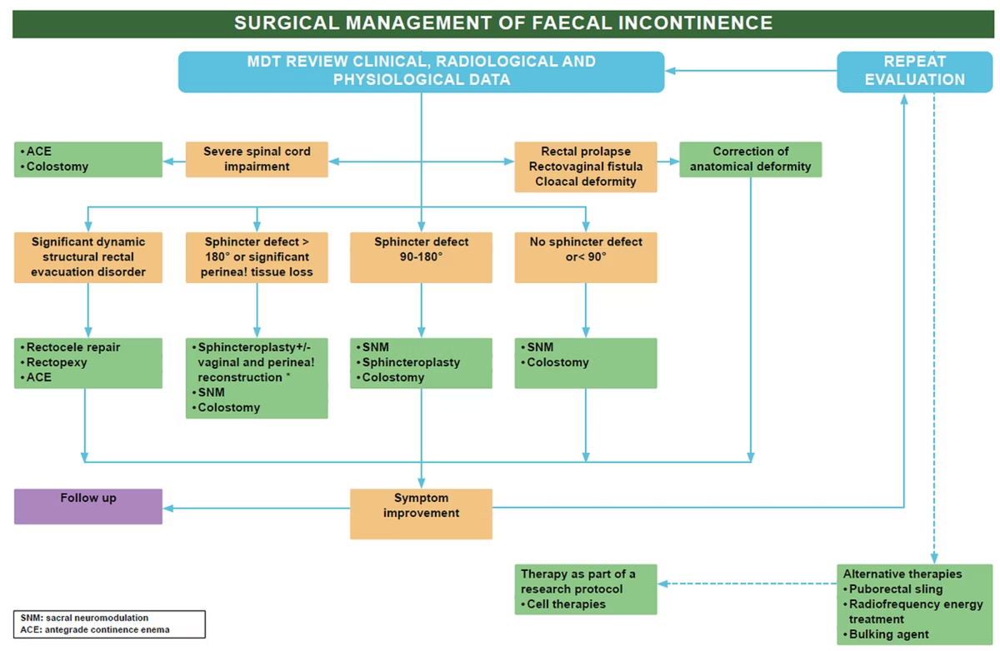 SURGICAL MANAGEMENT OF FAECAL INCONTINENCE
MDT REVIEW CLINICAL, RADIOLOGICAL AND
PHYSIOLOGICAL DATA
REPEAT
EVALUATION
• ACE
• Colostomy
Severe spinal cord
impairment
Rectal prolapse
Rectovaginal fistula
Cloacal deformity
Correction of
anatomical deformity
Significant dynamic
structural rectal
evacuation disorder
Sphincter defect >
180° or significant
perinea! tissue loss
Sphincter defect
90-180°
No sphincter defect
or< 90°
• Rectocele repair
• Rectopexy
• ACE
• Sphincteroplasty+/-
vaginal and perinea!
reconstruction *
• SNM
• Colostomy
• SNM
• Sphincteroplasty
• Colostomy
• SNM
• Colostomy
Follow up
Symptom
improvement
Therapy as part of a
research protocol
• Cell therapies
Alternative therapies
• Puborectal sling
• Radiofrequency energy
treatment
• Bulking agent
SNM: sacral neuromodulation
ACE: antegrade continence enema